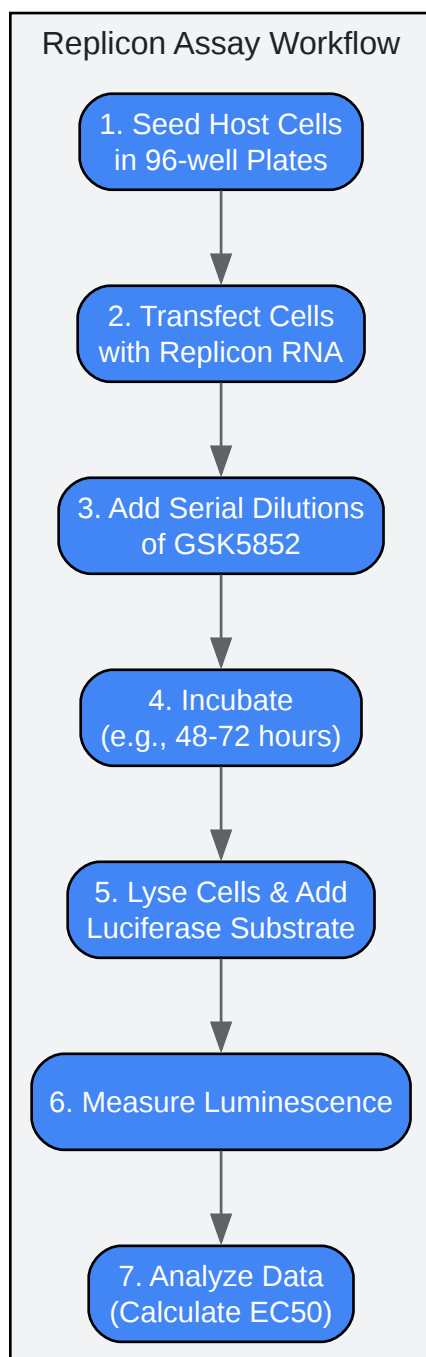 Replicon Assay Workflow
1. Seed Host Cells
in 96-well Plates
2. Transfect Cells
with Replicon RNA
3. Add Serial Dilutions
of GSK5852
4. Incubate
(e.g., 48-72 hours)
5. Lyse Cells & Add
Luciferase Substrate
6. Measure Luminescence
7. Analyze Data
(Calculate EC50)